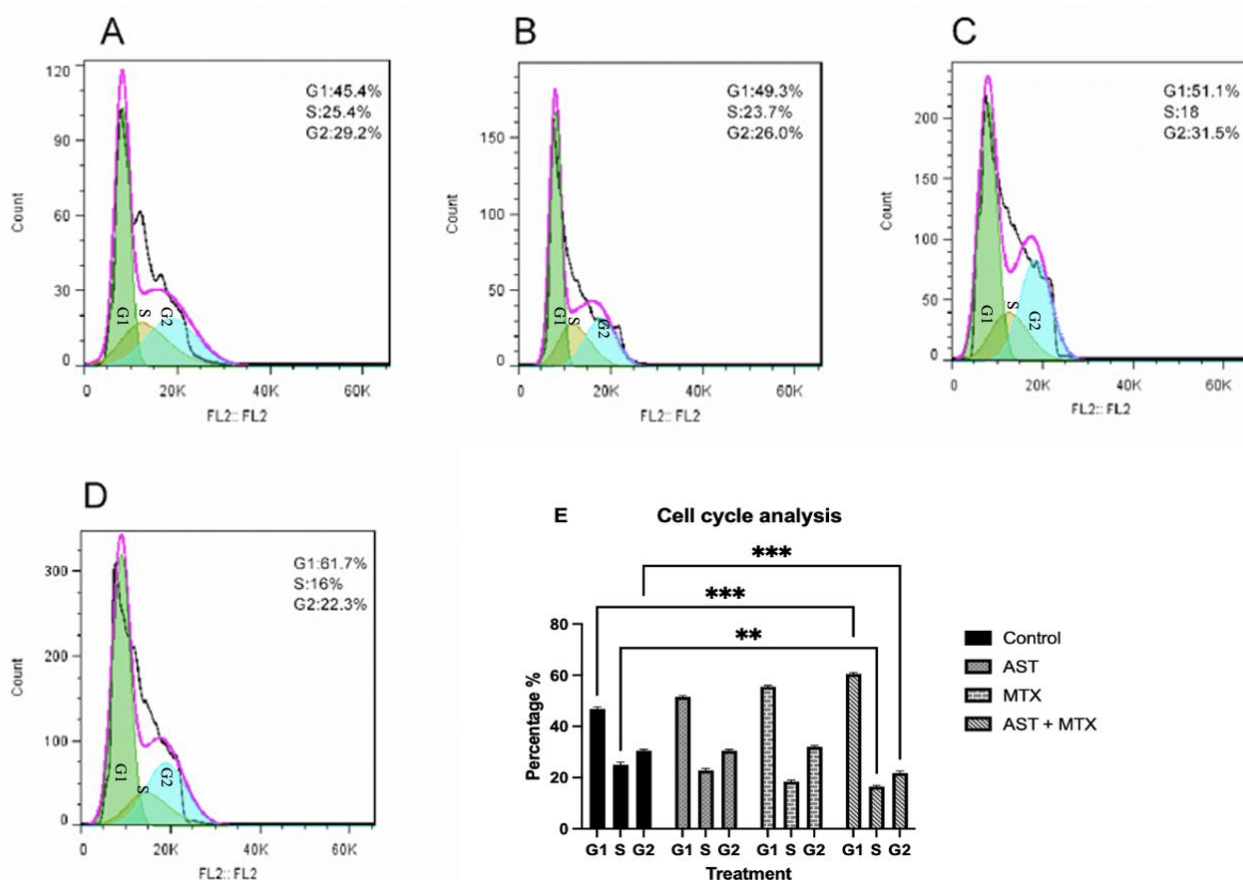 A
120
90
60
30
0
Count
G1:45.4%
S:25.4%
G2:29.2%
G1
S
G2
0 20K 40K 60K
FL2:: FL2
B
150
100
50
0
Count
G1:49.3%
S:23.7%
G2:26.0%
G1
S
G2
0 20K 40K 60K
FL2:: FL2
C
200
150
100
50
0
Count
G1:51.1%
S:18
G2:31.5%
G1
S
G2
0 20K 40K 60K
FL2:: FL2
D
300
200
100
0
Count
G1:61.7%
S:16%
G2:22.3%
G1
S
G2
0 20K 40K 60K
FL2:: FL2
E Cell cycle analysis
***
***
**
80
60
40
20
0
Percentage %
G1 S G2 G1 S G2 G1 S G2 G1 S G2
Treatment
Control
AST
MTX
AST + MTX